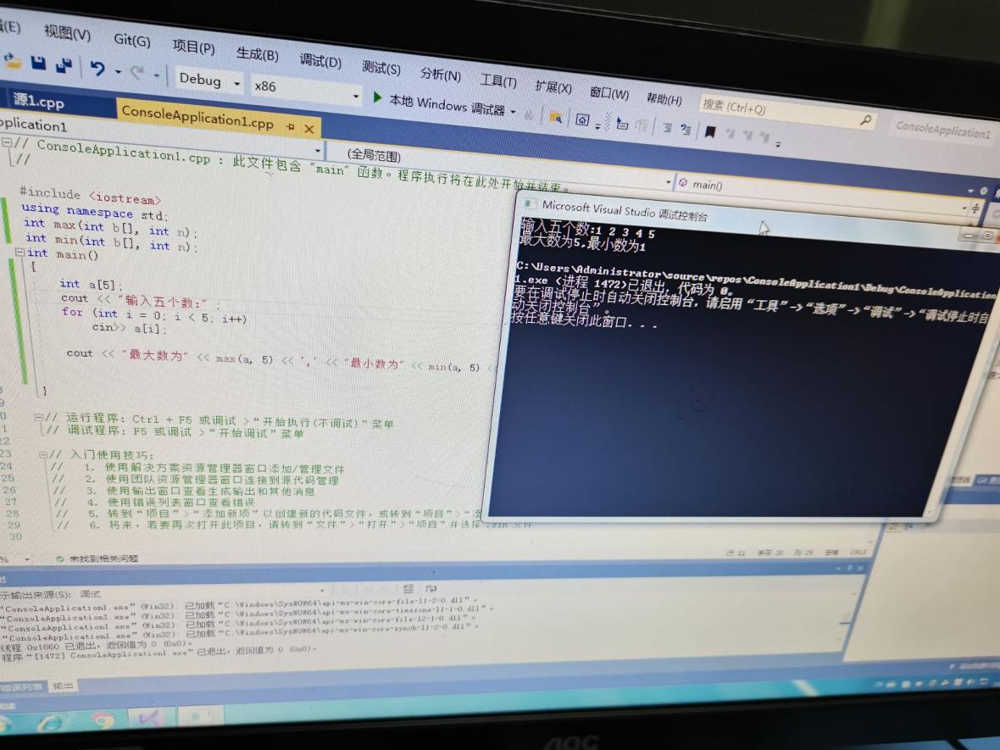 视图(V) Git(G) 项目(P) 生成(B) 调试(D) 测试(S) 分析(N) 工具(T) 扩展(X) 窗口(W) 帮助(H) 搜索 (Ctrl+Q) ConsoleApplication1
Debug x86 本地 Windows 调试器
源1.cpp ConsoleApplication1.cpp
pplication1 (全局范围) main()
// ConsoleApplication1.cpp : 此文件包含 "main" 函数。程序执行将在此处开始并结束。
//
#include <iostream>
using namespace std;
int max(int b[], int n);
int min(int b[], int n);
int main()
{
int a[5];
cout << "输入五个数:" ;
for (int i = 0; i < 5; i++)
cin>> a[i];
cout << "最大数为" << max(a, 5) << ',' << "最小数为" << min(a, 5) <
}
// 运行程序: Ctrl + F5 或调试 >“开始执行(不调试)”菜单
// 调试程序: F5 或调试 >“开始调试”菜单
22
23 // 入门使用技巧:
24 // 1. 使用解决方案资源管理器窗口添加/管理文件
25 // 2. 使用团队资源管理器窗口连接到源代码管理
26 // 3. 使用输出窗口查看生成输出和其他消息
27 // 4. 使用错误列表窗口查看错误
28 // 5. 转到“项目”>“添加新项”以创建新的代码文件，或转到“项目”>“添
29 // 6. 将来，若要再次打开此项目，请转到“文件”>“打开”>“项目”并选择 .sln 文件
30
Microsoft Visual Studio 调试控制台
输入五个数:1 2 3 4 5
最大数为5,最小数为1
C:\Users\Administrator\source\repos\ConsoleApplication1\Debug\ConsoleApplication
1.exe (进程 1472)已退出，代码为 0。
要在调试停止时自动关闭控制台，请启用“工具”->“选项”->“调试”->“调试停止时自
动关闭控制台”。
按任意键关闭此窗口. . .
% 未找到相关问题 行: 11 字符: 20 列: 25 空格 CRLF
示输出来源(S): 调试
“ConsoleApplication1.exe” (Win32): 已加载“C:\Windows\SysWOW64\api-ms-win-core-file-l1-2-0.dll”。
“ConsoleApplication1.exe” (Win32): 已加载“C:\Windows\SysWOW64\api-ms-win-core-timezone-l1-1-0.dll”。
“ConsoleApplication1.exe” (Win32): 已加载“C:\Windows\SysWOW64\api-ms-win-core-file-l2-1-0.dll”。
“ConsoleApplication1.exe” (Win32): 已加载“C:\Windows\SysWOW64\api-ms-win-core-synch-l1-2-0.dll”。
线程 0x1860 已退出，返回值为 0 (0x0)。
程序“[1472] ConsoleApplication1.exe”已退出，返回值为 0 (0x0)。
错误列表 输出
AOC